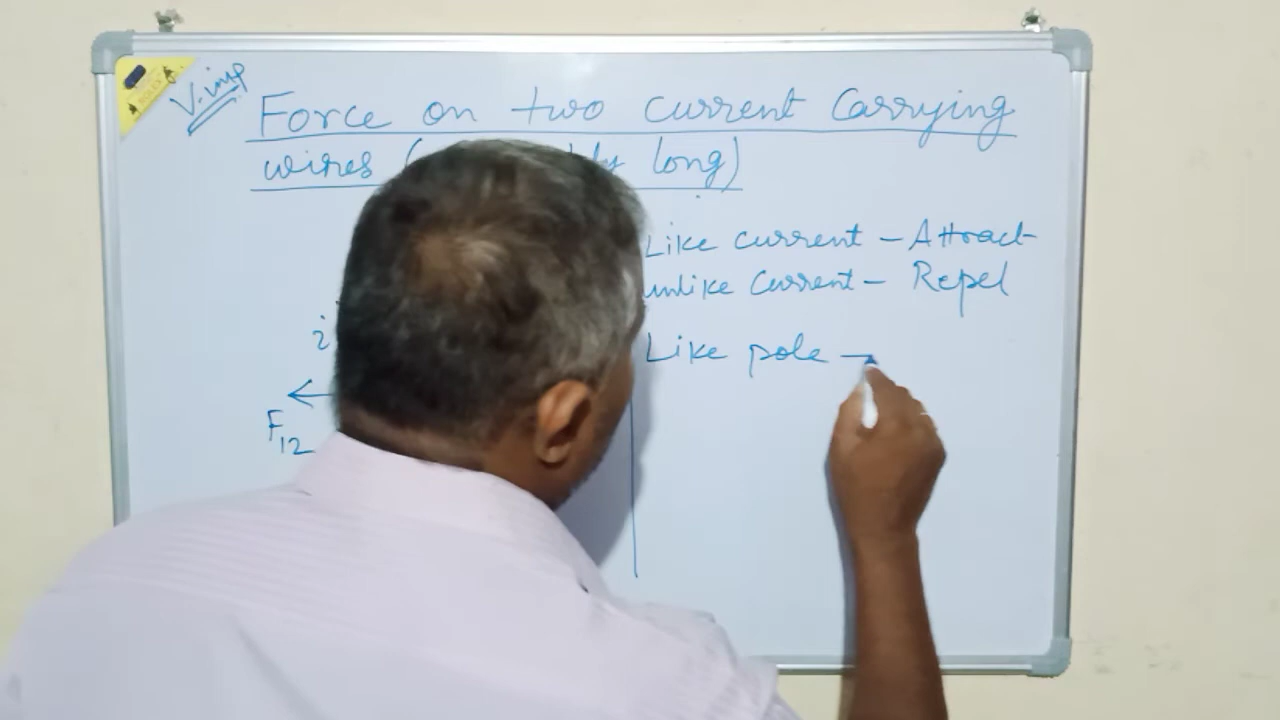 V. imp
Force on two current Carrying
wires ( long)
Like current - Attract
unlike Current - Repel
i
Like pole -
F12